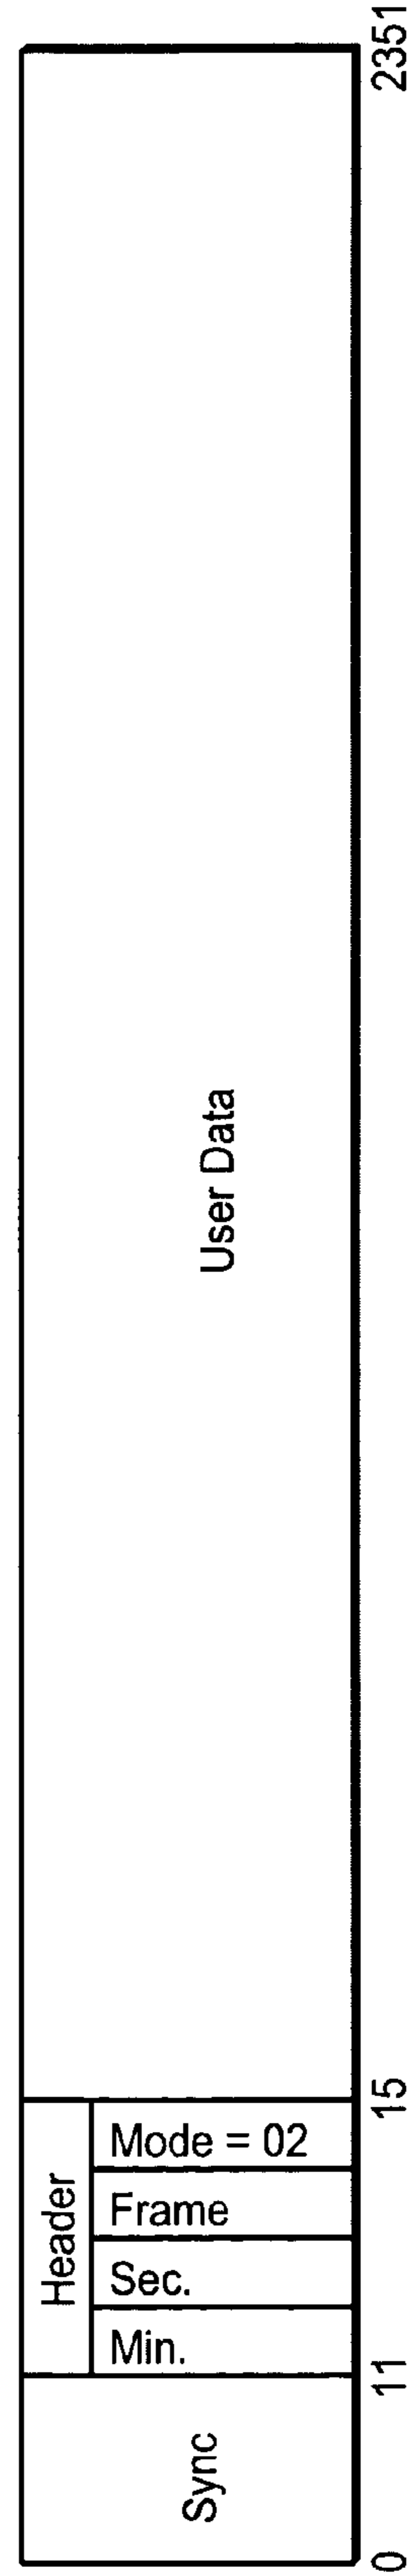 Sync
Header
Min.
Sec.
Frame
Mode = 02
User Data
0
11
15
2351